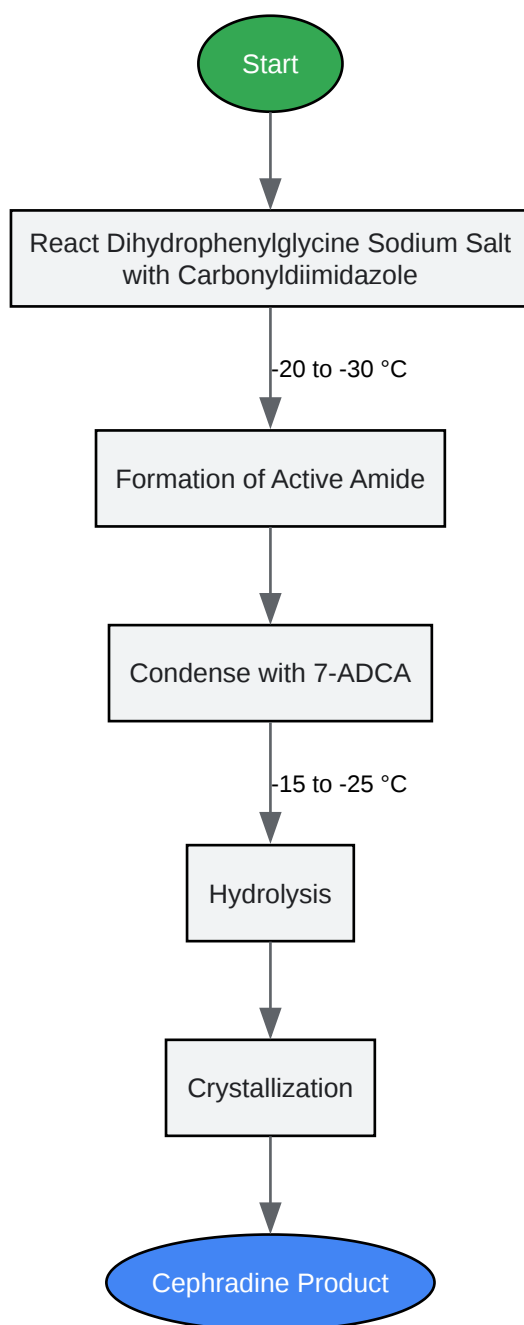 Start
React Dihydrophenylglycine Sodium Salt
with Carbonyldiimidazole
-20 to -30 °C
Formation of Active Amide
Condense with 7-ADCA
-15 to -25 °C
Hydrolysis
Crystallization
Cephradine Product